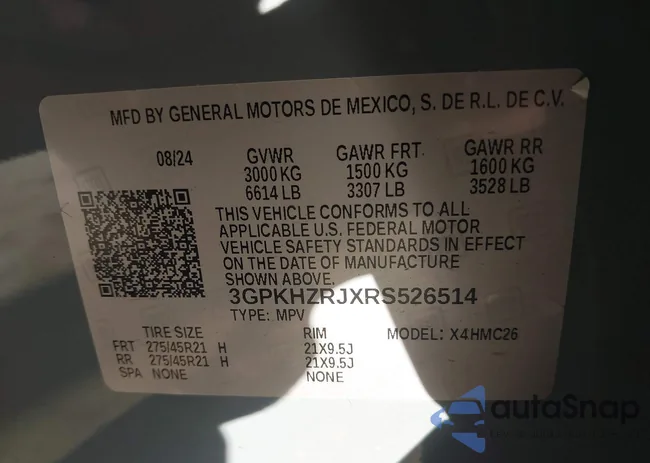 MFD BY GENERAL MOTORS DE MEXICO, S. DE R.L. DE C.V.
08/24 GVWR GAWR FRT. GAWR RR
3000 KG 1500 KG 1600 KG
6614 LB 3307 LB 3528 LB
THIS VEHICLE CONFORMS TO ALL
APPLICABLE U.S. FEDERAL MOTOR
VEHICLE SAFETY STANDARDS IN EFFECT
ON THE DATE OF MANUFACTURE
SHOWN ABOVE.
3GPKHZRJXRS526514
TYPE: MPV
TIRE SIZE RIM MODEL: X4HMC26
FRT 275/45R21 H 21X9.5J
RR 275/45R21 H 21X9.5J
SPA NONE NONE
autoSnap